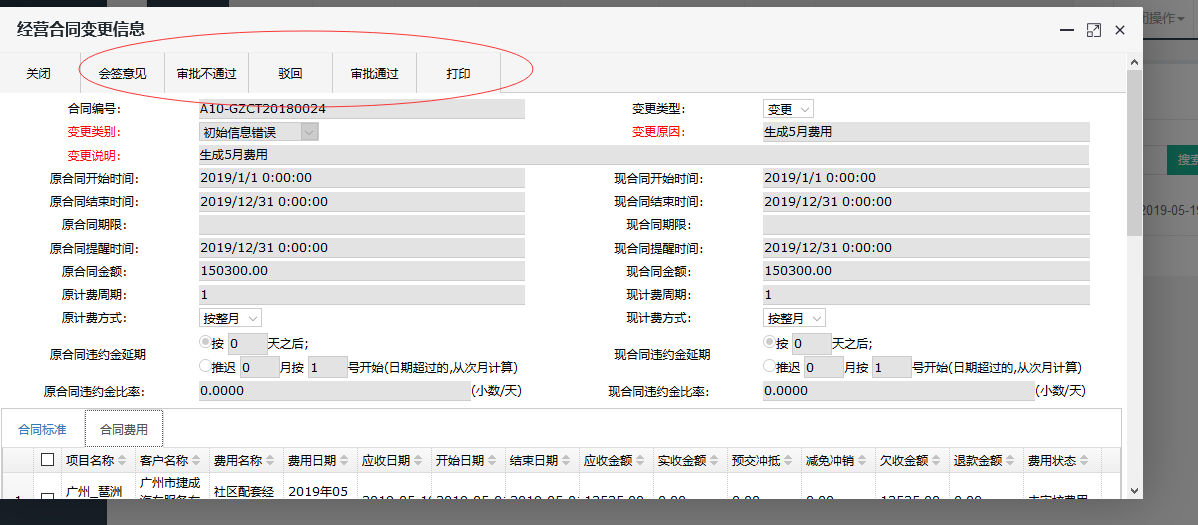 经营合同变更信息
关闭 会签意见 审批不通过 驳回 审批通过 打印
合同编号: A10-GZCT20180024 变更类型: 变更
变更类别: 初始信息错误 变更原因: 生成5月费用
变更说明: 生成5月费用
原合同开始时间: 2019/1/1 0:00:00 现合同开始时间: 2019/1/1 0:00:00
原合同结束时间: 2019/12/31 0:00:00 现合同结束时间: 2019/12/31 0:00:00
原合同期限: 现合同期限:
原合同提醒时间: 2019/12/31 0:00:00 现合同提醒时间: 2019/12/31 0:00:00
原合同金额: 150300.00 现合同金额: 150300.00
原计费周期: 1 现计费周期: 1
原计费方式: 按整月 现计费方式: 按整月
原合同违约金延期 按 0 天之后; 现合同违约金延期 按 0 天之后;
推迟 0 月按 1 号开始(日期超过的,从次月计算) 推迟 0 月按 1 号开始(日期超过的,从次月计算)
原合同违约金比率: 0.0000 (小数/天) 现合同违约金比率: 0.0000 (小数/天)
合同标准 合同费用
项目名称 客户名称 费用名称 费用日期 应收日期 开始日期 结束日期 应收金额 实收金额 预交冲抵 减免冲销 欠收金额 退款金额 费用状态
广州_琶洲 广州市捷成 社区配套经 2019年05
操作
搜索
2019-05-19